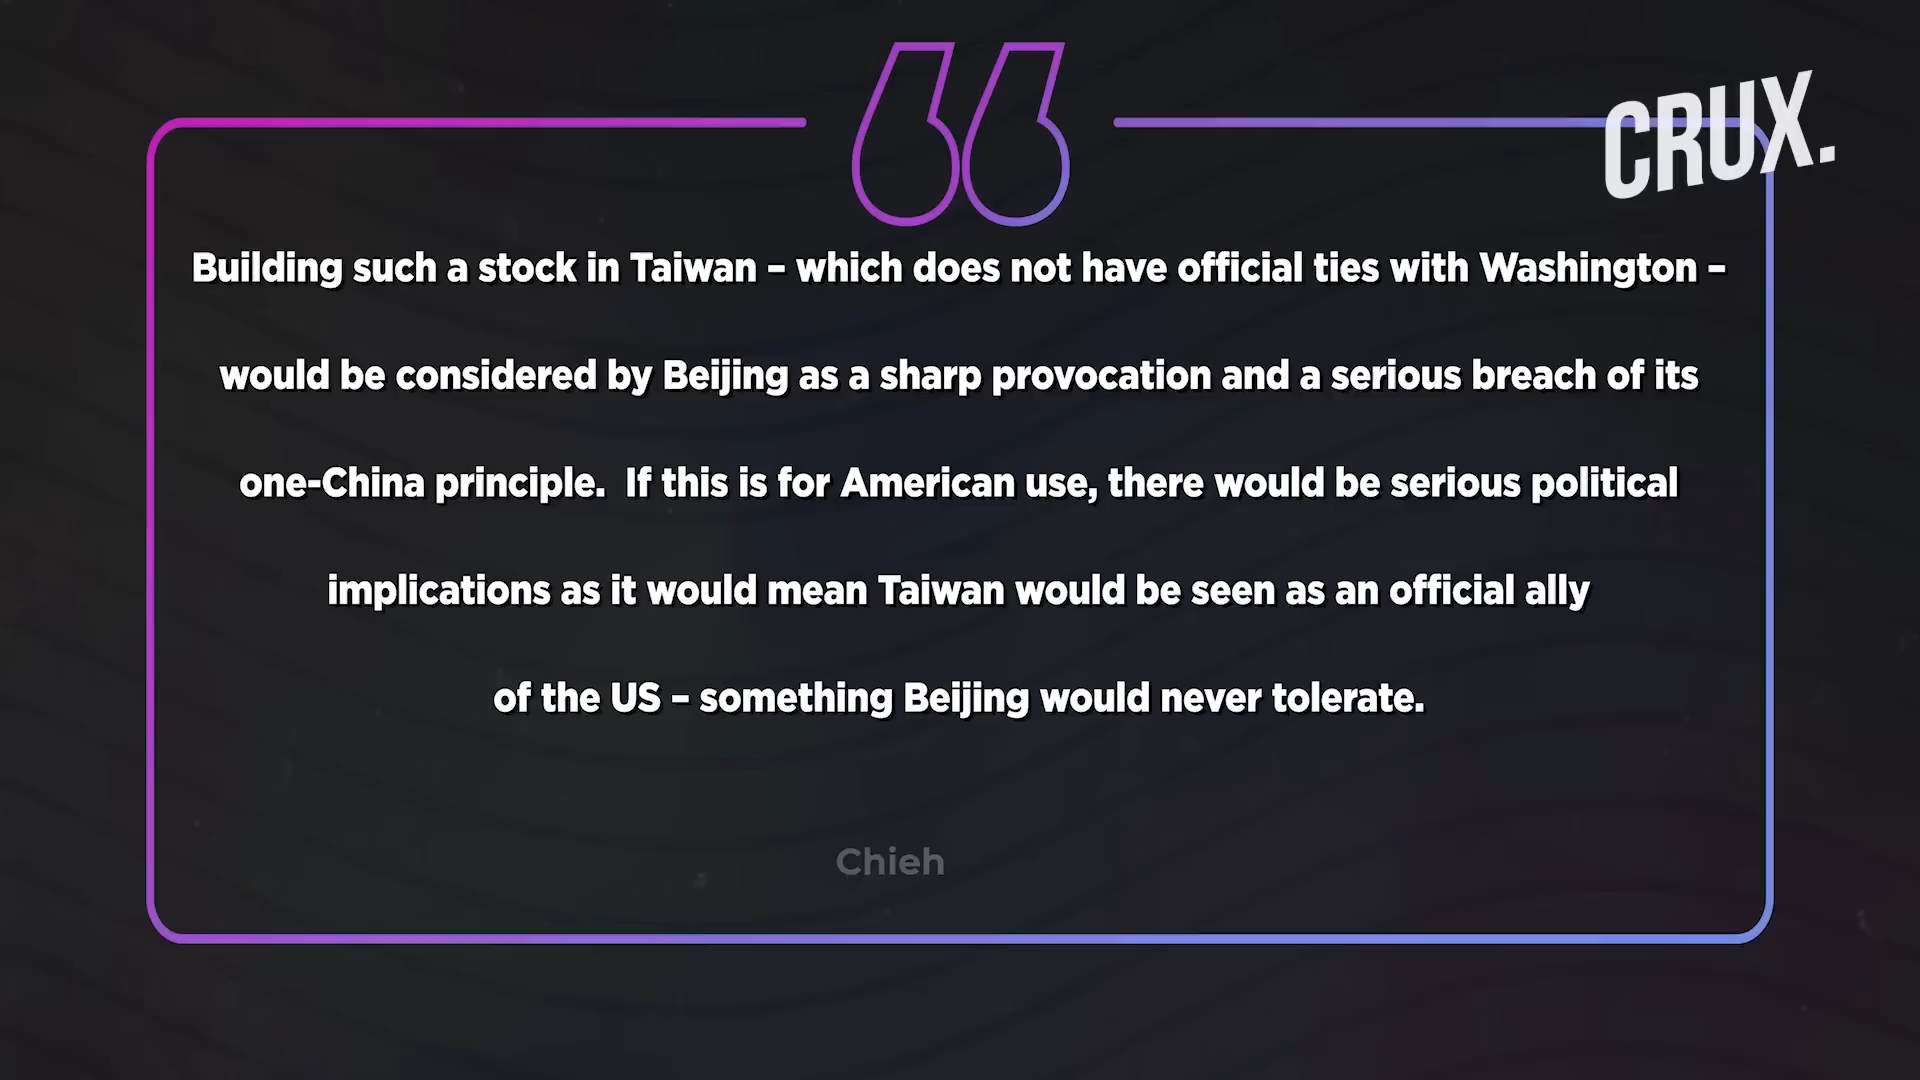 CRUX.
Building such a stock in Taiwan – which does not have official ties with Washington –
would be considered by Beijing as a sharp provocation and a serious breach of its
one-China principle.  If this is for American use, there would be serious political
implications as it would mean Taiwan would be seen as an official ally
of the US – something Beijing would never tolerate.
Chieh